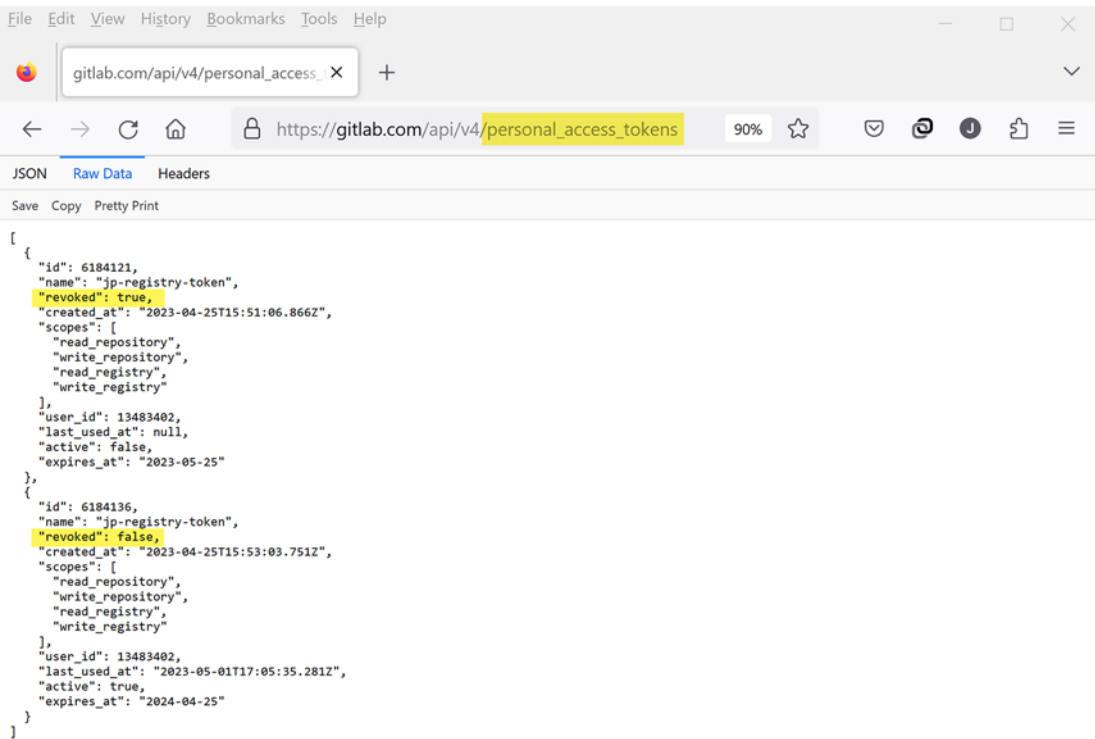 File Edit View History Bookmarks Tools Help
gitlab.com/api/v4/personal_access_
https://gitlab.com/api/v4/personal_access_tokens 90% J
JSON Raw Data Headers
Save Copy Pretty Print
[
  {
    "id": 6184121,
    "name": "jp-registry-token",
    "revoked": true,
    "created_at": "2023-04-25T15:51:06.866Z",
    "scopes": [
      "read_repository",
      "write_repository",
      "read_registry",
      "write_registry"
    ],
    "user_id": 13483402,
    "last_used_at": null,
    "active": false,
    "expires_at": "2023-05-25"
  },
  {
    "id": 6184136,
    "name": "jp-registry-token",
    "revoked": false,
    "created_at": "2023-04-25T15:53:03.751Z",
    "scopes": [
      "read_repository",
      "write_repository",
      "read_registry",
      "write_registry"
    ],
    "user_id": 13483402,
    "last_used_at": "2023-05-01T17:05:35.281Z",
    "active": true,
    "expires_at": "2024-04-25"
  }
]